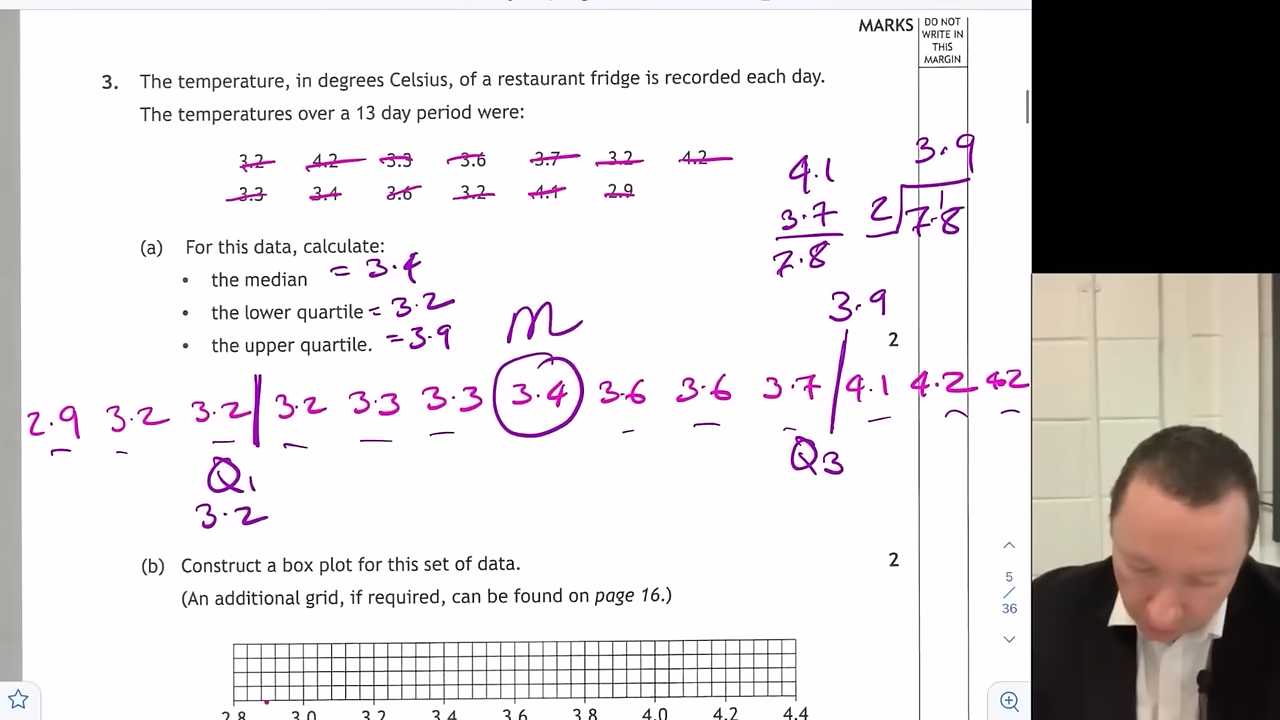 MARKS
DO NOT
WRITE IN
THIS
MARGIN
3. The temperature, in degrees Celsius, of a restaurant fridge is recorded each day.
The temperatures over a 13 day period were:
3.2 4.2 3.3 3.6 3.7 3.2 4.2
3.3 3.4 3.6 3.2 4.1 2.9
4.1
3.7
7.8
3.9
2 7.8
1
(a) For this data, calculate:
• the median = 3.4
• the lower quartile = 3.2
• the upper quartile. = 3.9
2
M
3.9
2.9 3.2 3.2 3.2 3.3 3.3 3.4 3.6 3.6 3.7 4.1 4.2 4.2
Q1
3.2
Q3
(b) Construct a box plot for this set of data.
2
(An additional grid, if required, can be found on page 16.)
5
/
36
2.8 3.0 3.2 3.4 3.6 3.8 4.0 4.2 4.4